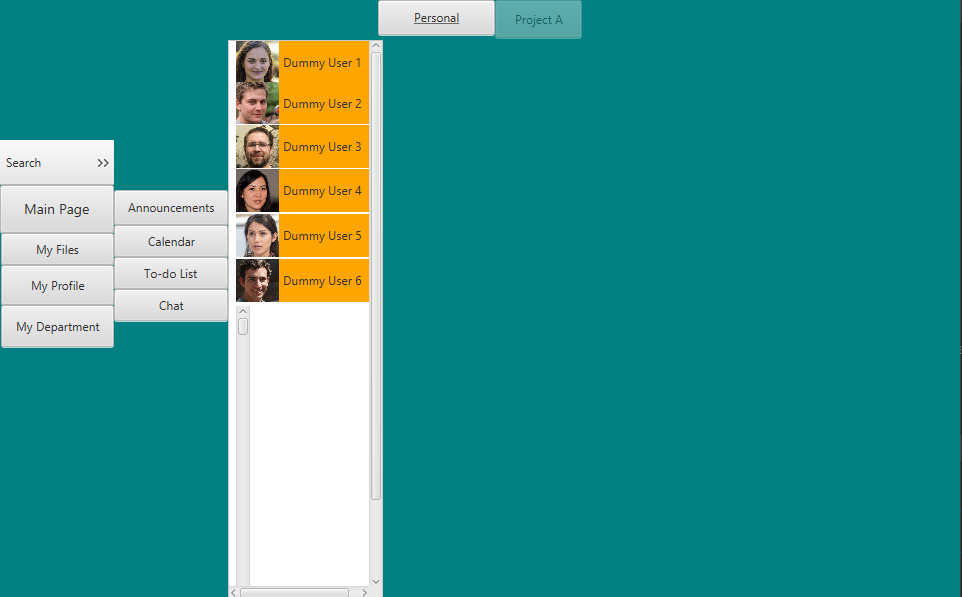 Personal
Project A
Dummy User 1
Dummy User 2
Dummy User 3
Dummy User 4
Dummy User 5
Dummy User 6
Search >>
Main Page
My Files
My Profile
My Department
Announcements
Calendar
To-do List
Chat